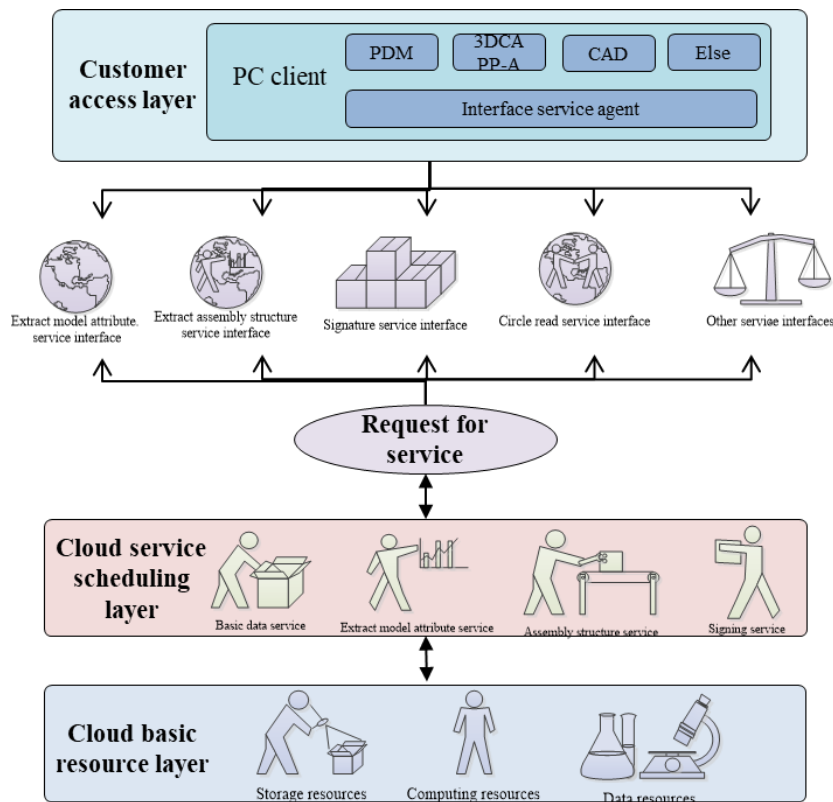 Customer
access layer
PC client
PDM
3DCA
PP-A
CAD
Else
Interface service agent
Extract model attribute.
service interface
Extract assembly structure
service interface
Signature service interface
Circle read service interface
Other service interfaces
Request for
service
Cloud service
scheduling
layer
Basic data service
Extract model attribute service
Assembly structure service
Signing service
Cloud basic
resource layer
Storage resources
Computing resources
Data resources